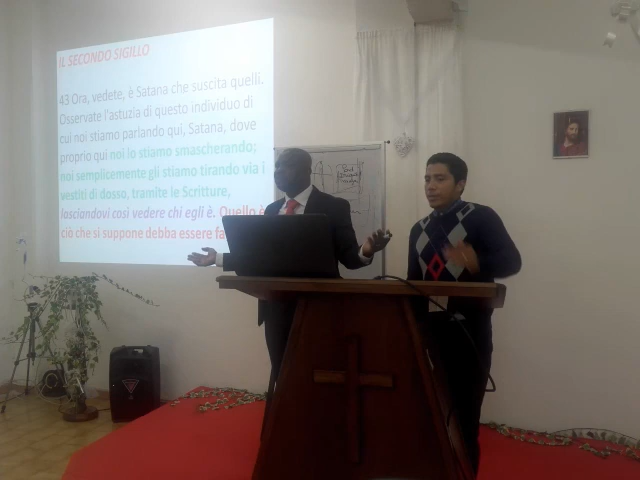 IL SECONDO SIGILLO
43 Ora, vedete, è Satana che suscita quelli.
Osservate l'astuzia di questo individuo di
cui noi stiamo parlando qui, Satana, dove
proprio qui noi lo stiamo smascherando;
noi semplicemente gli stiamo tirando via i
vestiti di dosso, tramite le Scritture,
lasciandovi così vedere chi egli è. Quello è
ciò che si suppone debba essere fa